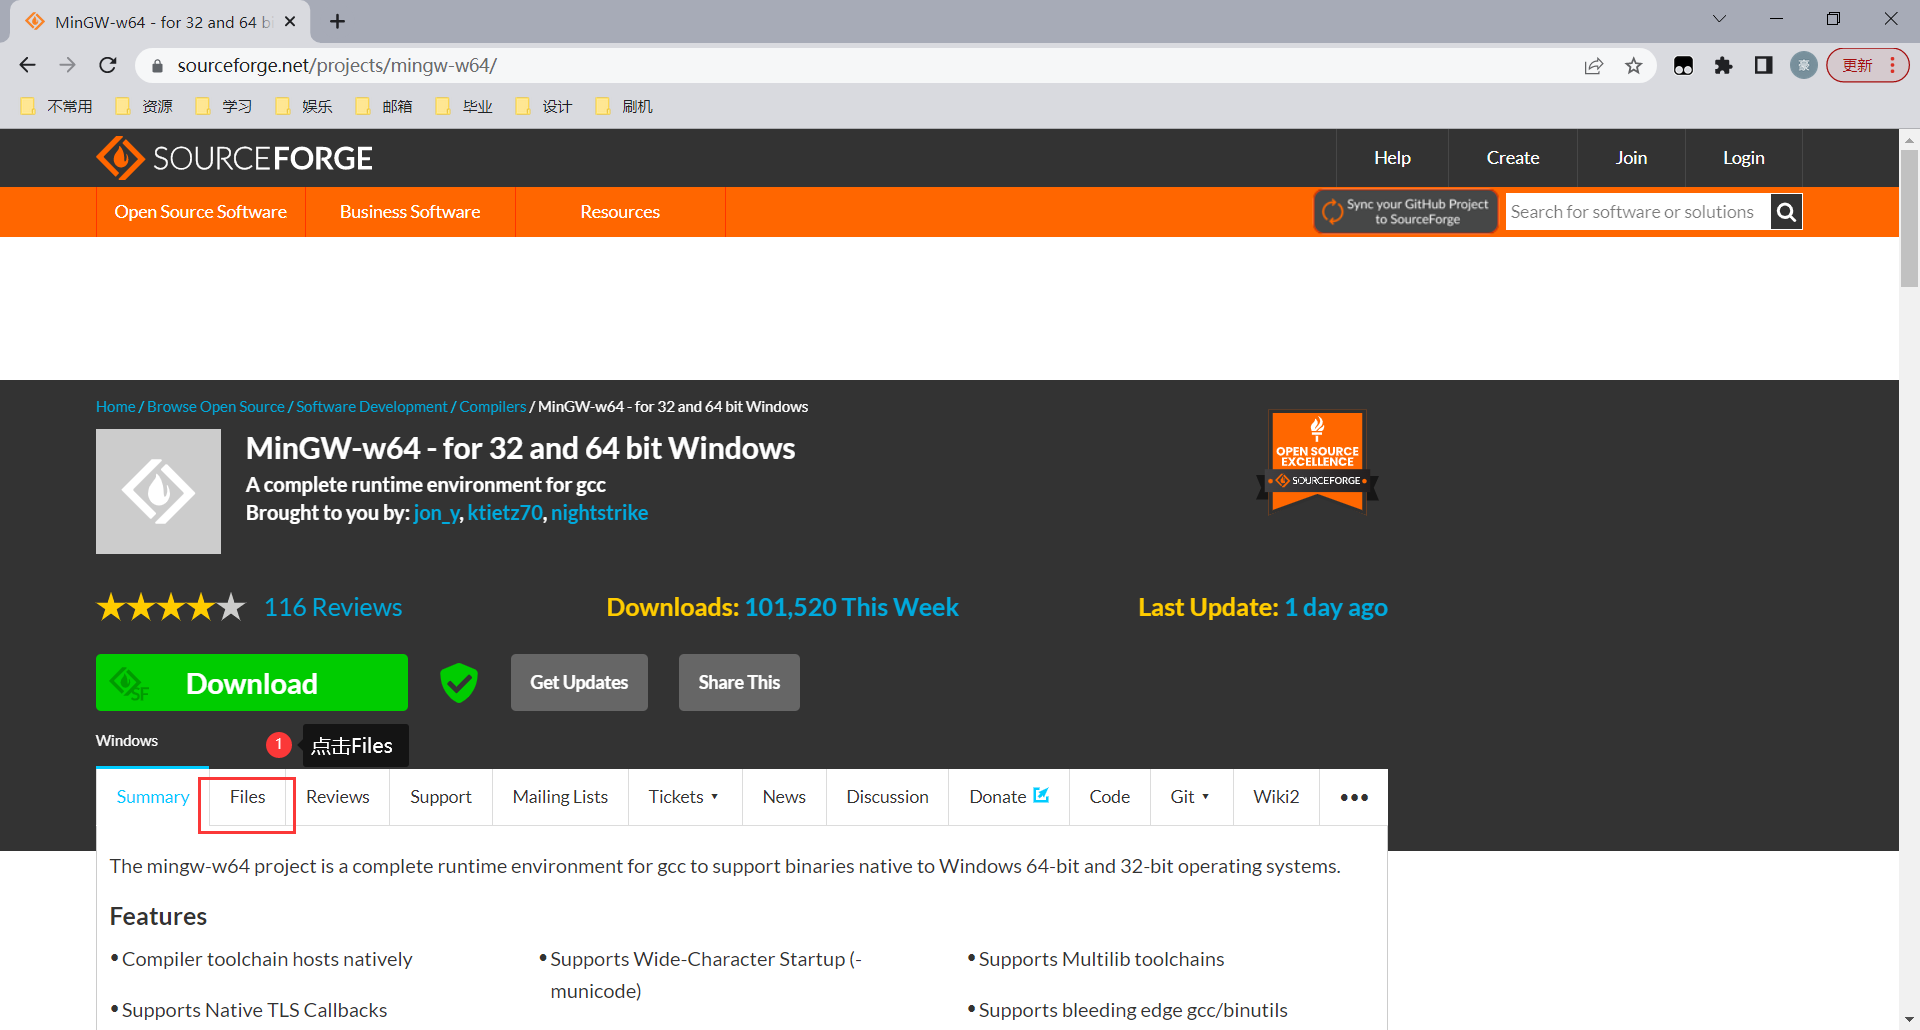 MinGW-w64 - for 32 and 64 bi
sourceforge.net/projects/mingw-w64/
豪
更新
不常用 资源 学习 娱乐 邮箱 毕业 设计 刷机
SOURCEFORGE
Help Create Join Login
Open Source Software Business Software Resources
Sync your GitHub Project
to SourceForge
Search for software or solutions
Home / Browse Open Source / Software Development / Compilers / MinGW-w64 - for 32 and 64 bit Windows
MinGW-w64 - for 32 and 64 bit Windows
A complete runtime environment for gcc
Brought to you by: jon_y, ktietz70, nightstrike
OPEN SOURCE
EXCELLENCE
SOURCEFORGE
116 Reviews
Downloads: 101,520 This Week
Last Update: 1 day ago
SF
Download
Get Updates
Share This
Windows
1 点击Files
Summary Files Reviews Support Mailing Lists Tickets News Discussion Donate Code Git Wiki2
The mingw-w64 project is a complete runtime environment for gcc to support binaries native to Windows 64-bit and 32-bit operating systems.
Features
• Compiler toolchain hosts natively
• Supports Native TLS Callbacks
• Supports Wide-Character Startup (-
municode)
• Supports Multilib toolchains
• Supports bleeding edge gcc/binutils